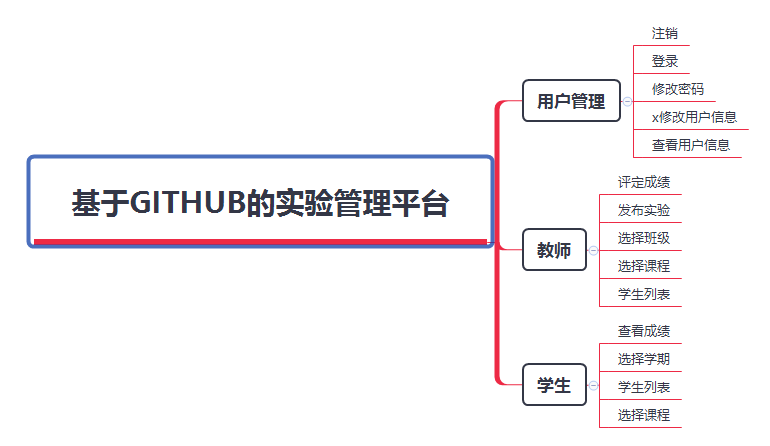 基于GITHUB的实验管理平台
用户管理
注销
登录
修改密码
x修改用户信息
查看用户信息
教师
评定成绩
发布实验
选择班级
选择课程
学生列表
学生
查看成绩
选择学期
学生列表
选择课程